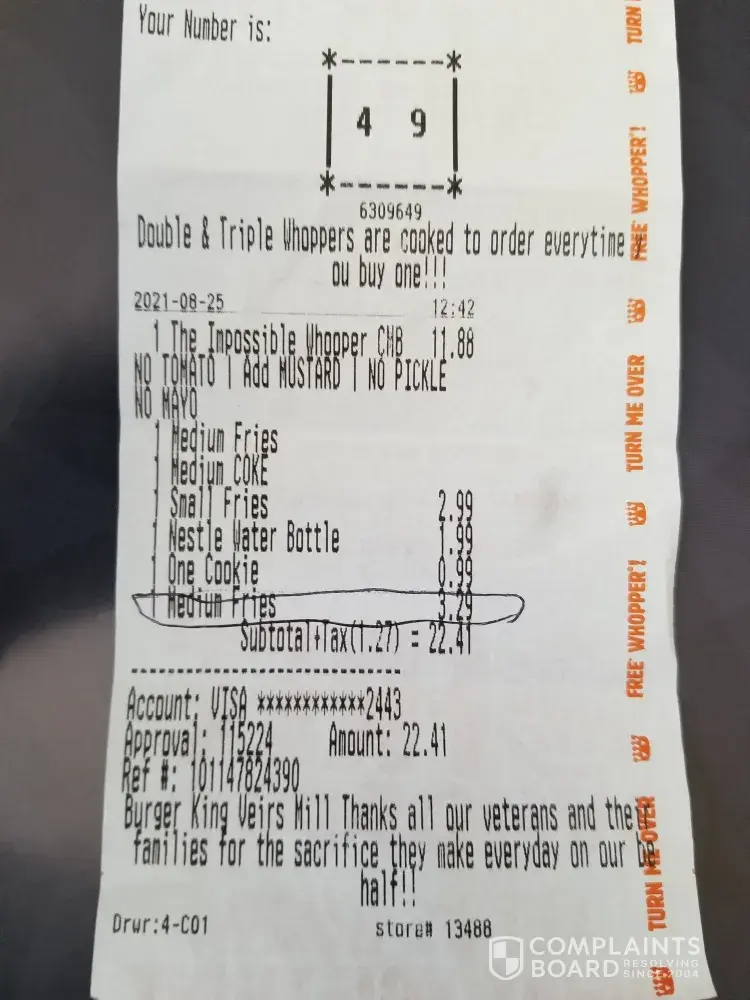 Your Number is:
*------*
| 4 9 |
*------*
6309649
Double & Triple Whoppers are cooked to order everytime y
ou buy one!!!
2021-08-25 12:42
1 The Impossible Whopper CMB 11.88
NO TOMATO | Add MUSTARD | NO PICKLE
NO MAYO
1 Medium Fries
1 Medium COKE
1 Small Fries 2.99
1 Nestle Water Bottle 1.99
1 One Cookie 0.99
1 Medium Fries 3.29
Subtotal+Tax(1.27) = 22.41
------------------------------
Account: VISA ************2443
Approval: 115224 Amount: 22.41
Ref #: 101147824390
Burger King Veirs Mill Thanks all our veterans and their
families for the sacrifice they make everyday on our be
half!!
Drwr:4-C01 store# 13488
TURN
FREE WHOPPER®!
TURN ME OVER
FREE WHOPPER®!
TURN ME OVER
COMPLAINTS
BOARD RESOLVING
SINCE 2004